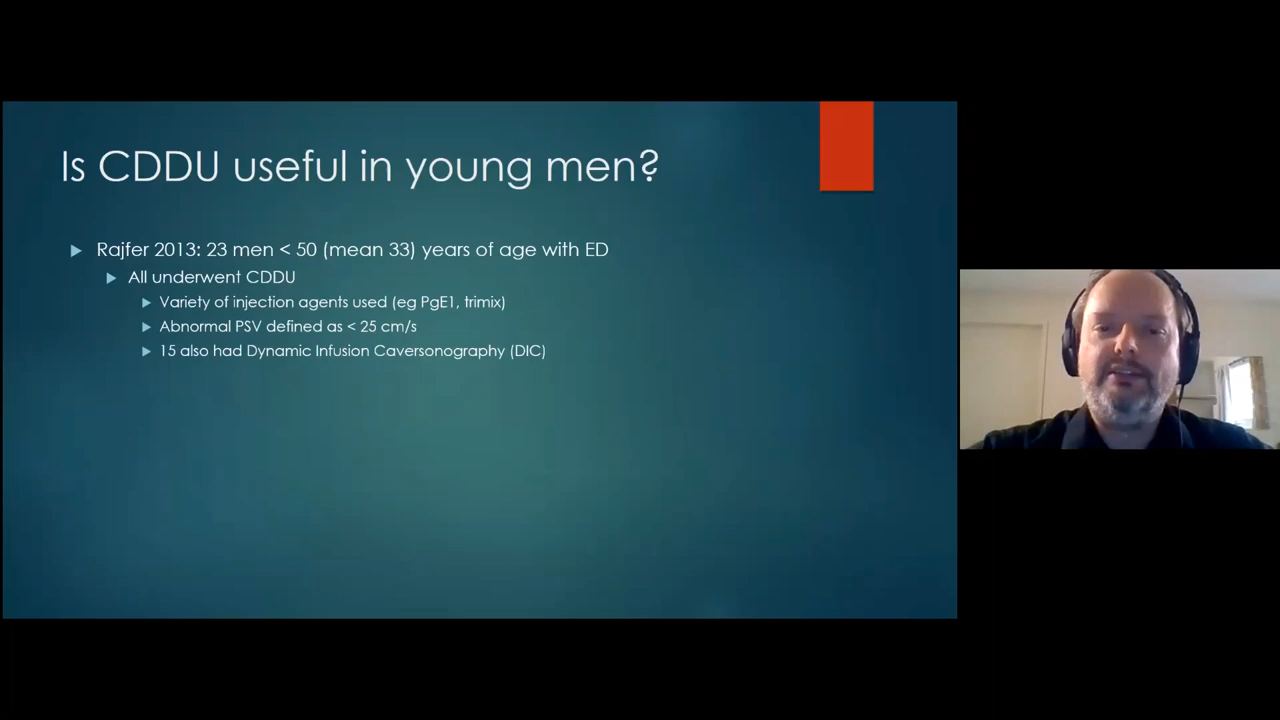 Is CDDU useful in young men?
Rajfer 2013: 23 men < 50 (mean 33) years of age with ED
All underwent CDDU
Variety of injection agents used (eg PgE1, trimix)
Abnormal PSV defined as < 25 cm/s
15 also had Dynamic Infusion Caversonography (DIC)